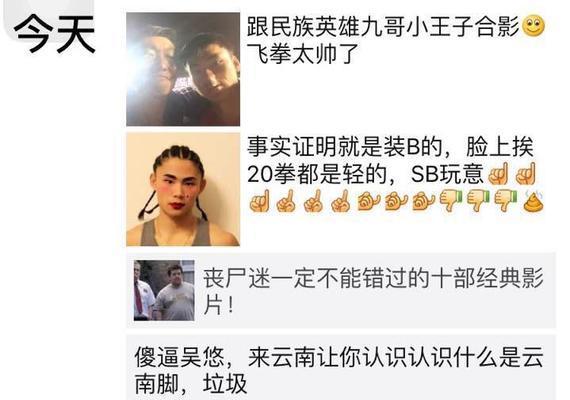 今天
跟民族英雄九哥小王子合影
飞拳太帅了
事实证明就是装B的，脸上挨
20拳都是轻的，SB玩意
丧尸迷一定不能错过的十部经典影
片！
傻逼吴悠，来云南让你认识认识什么是云
南脚，垃圾